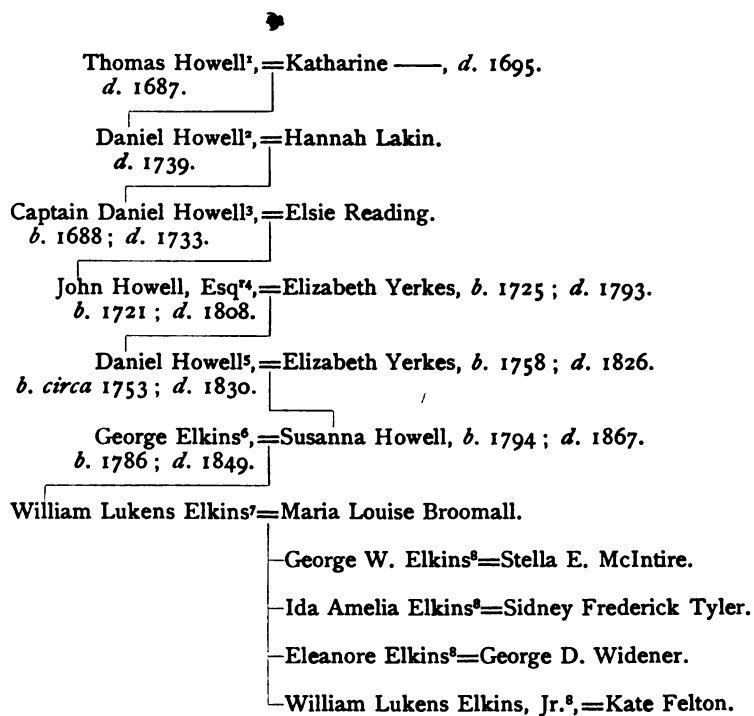 Thomas Howell¹,=Katharine ——, d. 1695.
d. 1687.
Daniel Howell²,=Hannah Lakin.
d. 1739.
Captain Daniel Howell³,=Elsie Reading.
b. 1688; d. 1733.
John Howell, Esqʳ⁴,=Elizabeth Yerkes, b. 1725; d. 1793.
b. 1721; d. 1808.
Daniel Howell⁵,=Elizabeth Yerkes, b. 1758; d. 1826.
b. circa 1753; d. 1830.
George Elkins⁶,=Susanna Howell, b. 1794; d. 1867.
b. 1786; d. 1849.
William Lukens Elkins⁷=Maria Louise Broomall.
George W. Elkins⁸=Stella E. McIntire.
Ida Amelia Elkins⁸=Sidney Frederick Tyler.
Eleanore Elkins⁸=George D. Widener.
William Lukens Elkins, Jr.⁸,=Kate Felton.